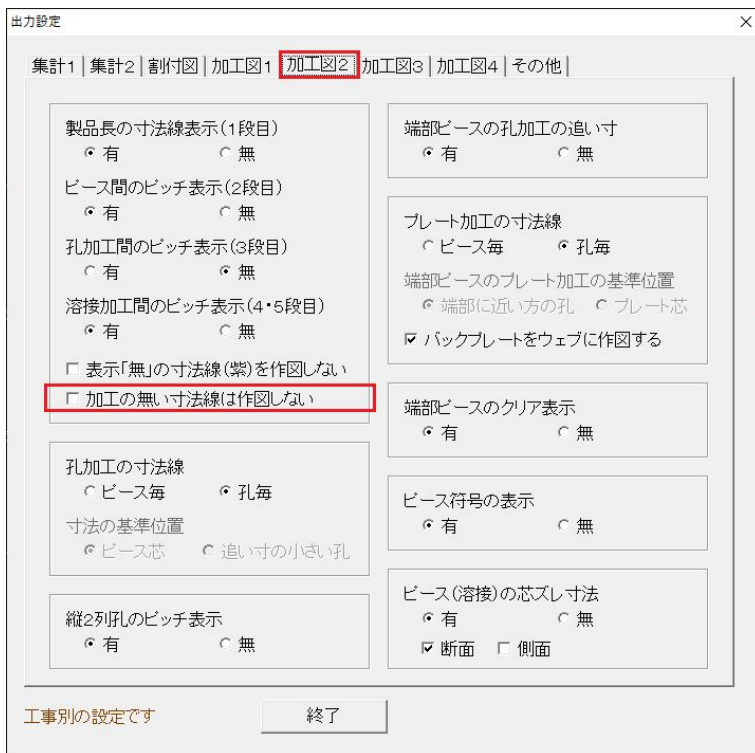 出力設定
集計1 集計2 割付図 加工図1 加工図2 加工図3 加工図4 その他
製品長の寸法線表示(1段目)
有 無
ピース間のピッチ表示(2段目)
有 無
孔加工間のピッチ表示(3段目)
有 無
溶接加工間のピッチ表示(4・5段目)
有 無
表示「無」の寸法線(紫)を作図しない
加工の無い寸法線は作図しない
孔加工の寸法線
ピース毎 孔毎
寸法の基準位置
ピース芯 追い寸の小さい孔
縦2列孔のピッチ表示
有 無
端部ピースの孔加工の追い寸
有 無
プレート加工の寸法線
ピース毎 孔毎
端部ピースのプレート加工の基準位置
端部に近い方の孔 プレート芯
バックプレートをウェブに作図する
端部ピースのクリア表示
有 無
ピース符号の表示
有 無
ピース(溶接)の芯ズレ寸法
有 無
断面 側面
工事別の設定です
終了